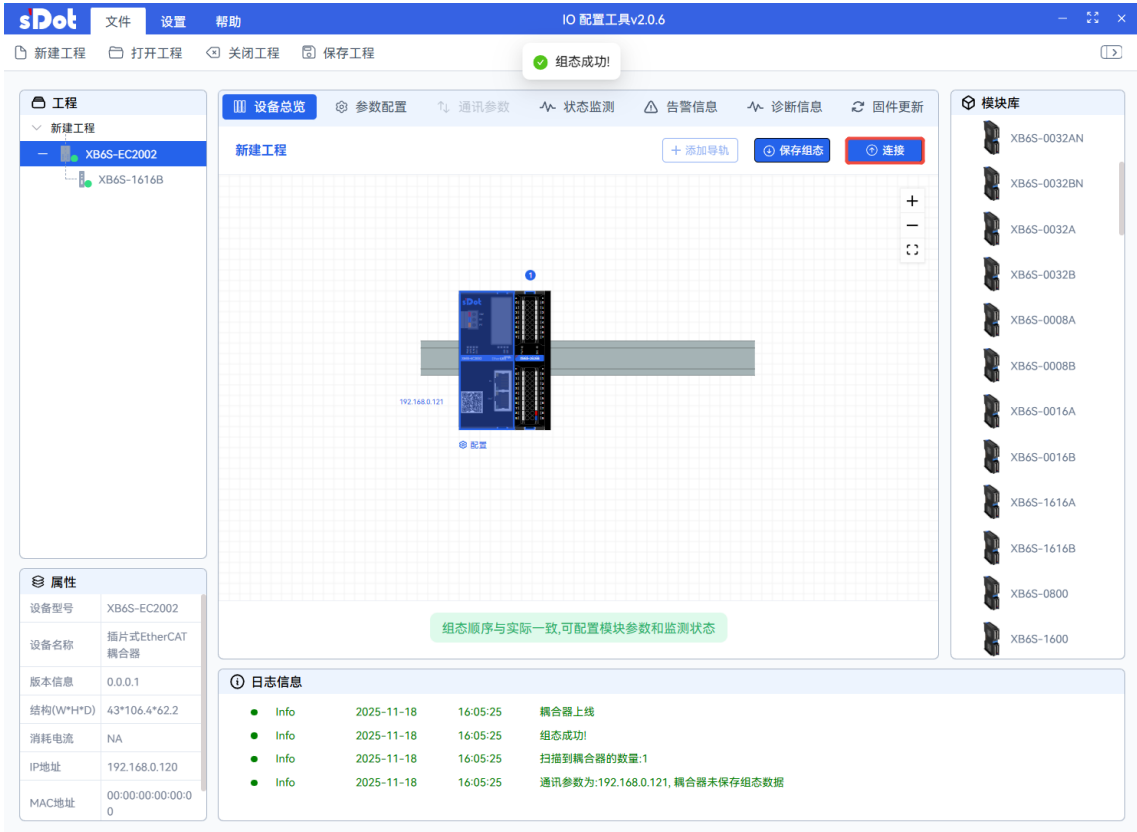 sDot 文件 设置 帮助 IO 配置工具v2.0.6
新建工程 打开工程 关闭工程 保存工程
组态成功!
工程
新建工程
XB6S-EC2002
XB6S-1616B
设备总览 参数配置 通讯参数 状态监测 告警信息 诊断信息 固件更新
新建工程 添加导轨 保存组态 连接
1
sDot
192.168.0.121
配置
组态顺序与实际一致,可配置模块参数和监测状态
模块库
XB6S-0032AN
XB6S-0032BN
XB6S-0032A
XB6S-0032B
XB6S-0008A
XB6S-0008B
XB6S-0016A
XB6S-0016B
XB6S-1616A
XB6S-1616B
XB6S-0800
XB6S-1600
属性
设备型号 XB6S-EC2002
设备名称 插片式EtherCAT
耦合器
版本信息 0.0.0.1
结构(W*H*D) 43*106.4*62.2
消耗电流 NA
IP地址 192.168.0.120
MAC地址 00:00:00:00:00:0
0
日志信息
Info 2025-11-18 16:05:25 耦合器上线
Info 2025-11-18 16:05:25 组态成功!
Info 2025-11-18 16:05:25 扫描到耦合器的数量:1
Info 2025-11-18 16:05:25 通讯参数为:192.168.0.121, 耦合器未保存组态数据